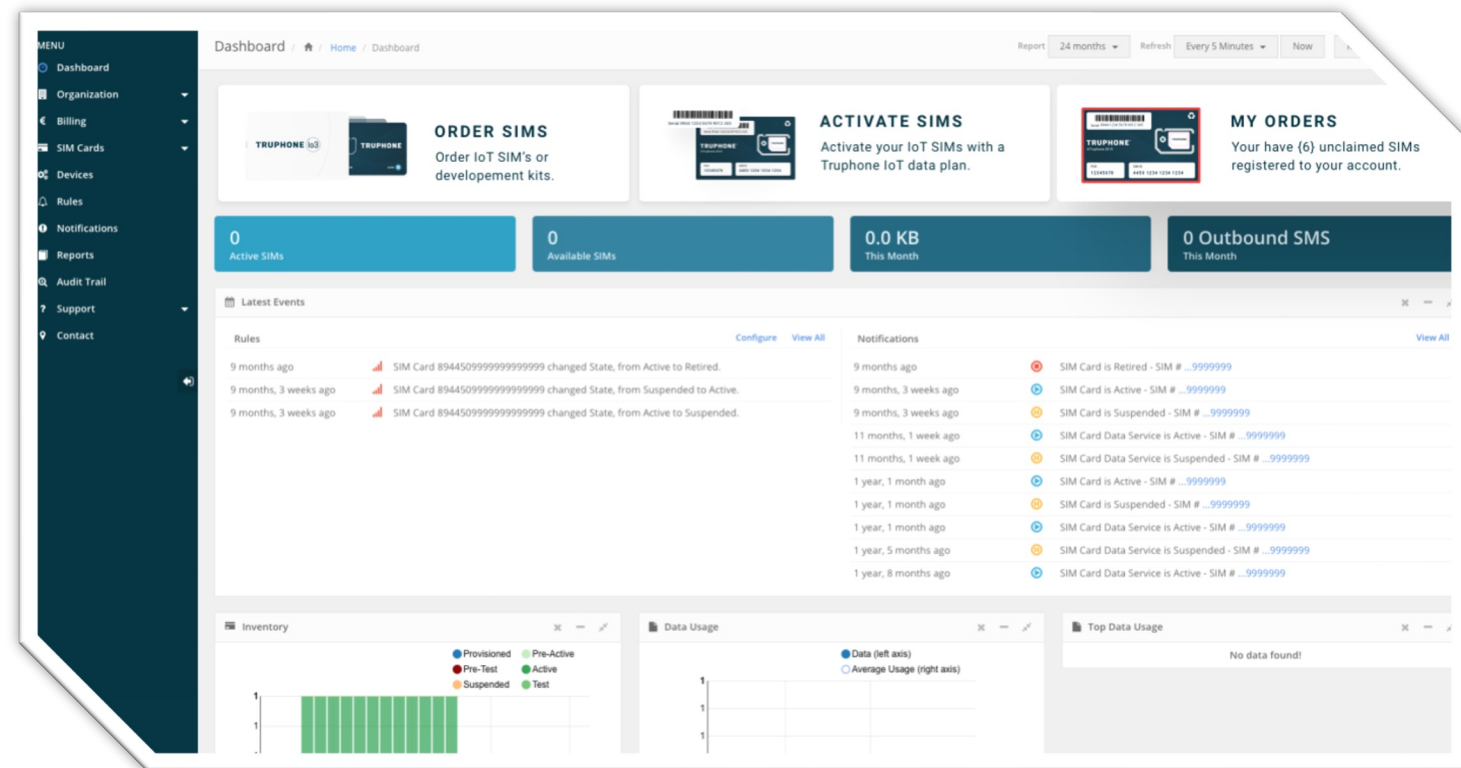 MENU
Dashboard
Organization
Billing
SIM Cards
Devices
Rules
Notifications
Reports
Audit Trail
Support
Contact
Dashboard / / Home / Dashboard
Report 24 months Refresh Every 5 Minutes Now
TRUPHONE io3
TRUPHONE
ORDER SIMS
Order IoT SIM's or
developement kits.
TRUPHONE
ACTIVATE SIMS
Activate your IoT SIMs with a
Truphone IoT data plan.
TRUPHONE
12345678 4455 1234 1234 1234
MY ORDERS
Your have {6} unclaimed SIMs
registered to your account.
0
Active SIMs
0
Available SIMs
0.0 KB
This Month
0 Outbound SMS
This Month
Latest Events
Rules Configure View All
9 months ago SIM Card 8944509999999999999 changed State, from Active to Retired.
9 months, 3 weeks ago SIM Card 8944509999999999999 changed State, from Suspended to Active.
9 months, 3 weeks ago SIM Card 8944509999999999999 changed State, from Active to Suspended.
Notifications View All
9 months ago SIM Card is Retired - SIM # ...9999999
9 months, 3 weeks ago SIM Card is Active - SIM # ...9999999
9 months, 3 weeks ago SIM Card is Suspended - SIM # ...9999999
11 months, 1 week ago SIM Card Data Service is Active - SIM # ...9999999
11 months, 1 week ago SIM Card Data Service is Suspended - SIM # ...9999999
1 year, 1 month ago SIM Card is Active - SIM # ...9999999
1 year, 1 month ago SIM Card is Suspended - SIM # ...9999999
1 year, 1 month ago SIM Card Data Service is Active - SIM # ...9999999
1 year, 5 months ago SIM Card Data Service is Suspended - SIM # ...9999999
1 year, 8 months ago SIM Card Data Service is Active - SIM # ...9999999
Inventory
Provisioned Pre-Active
Pre-Test Active
Suspended Test
1
1
Data Usage
Data (left axis)
Average Usage (right axis)
1
1
1
Top Data Usage
No data found!